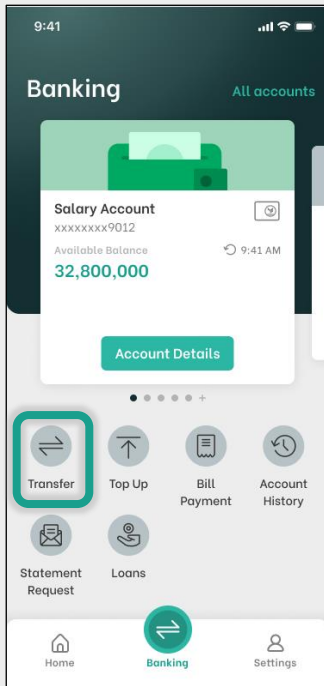 9:41
Banking
All accounts
Salary Account
xxxxxxxx9012
Available Balance
9:41 AM
32,800,000
Account Details
Transfer
Top Up
Bill
Payment
Account
History
Statement
Request
Loans
Home
Banking
Settings